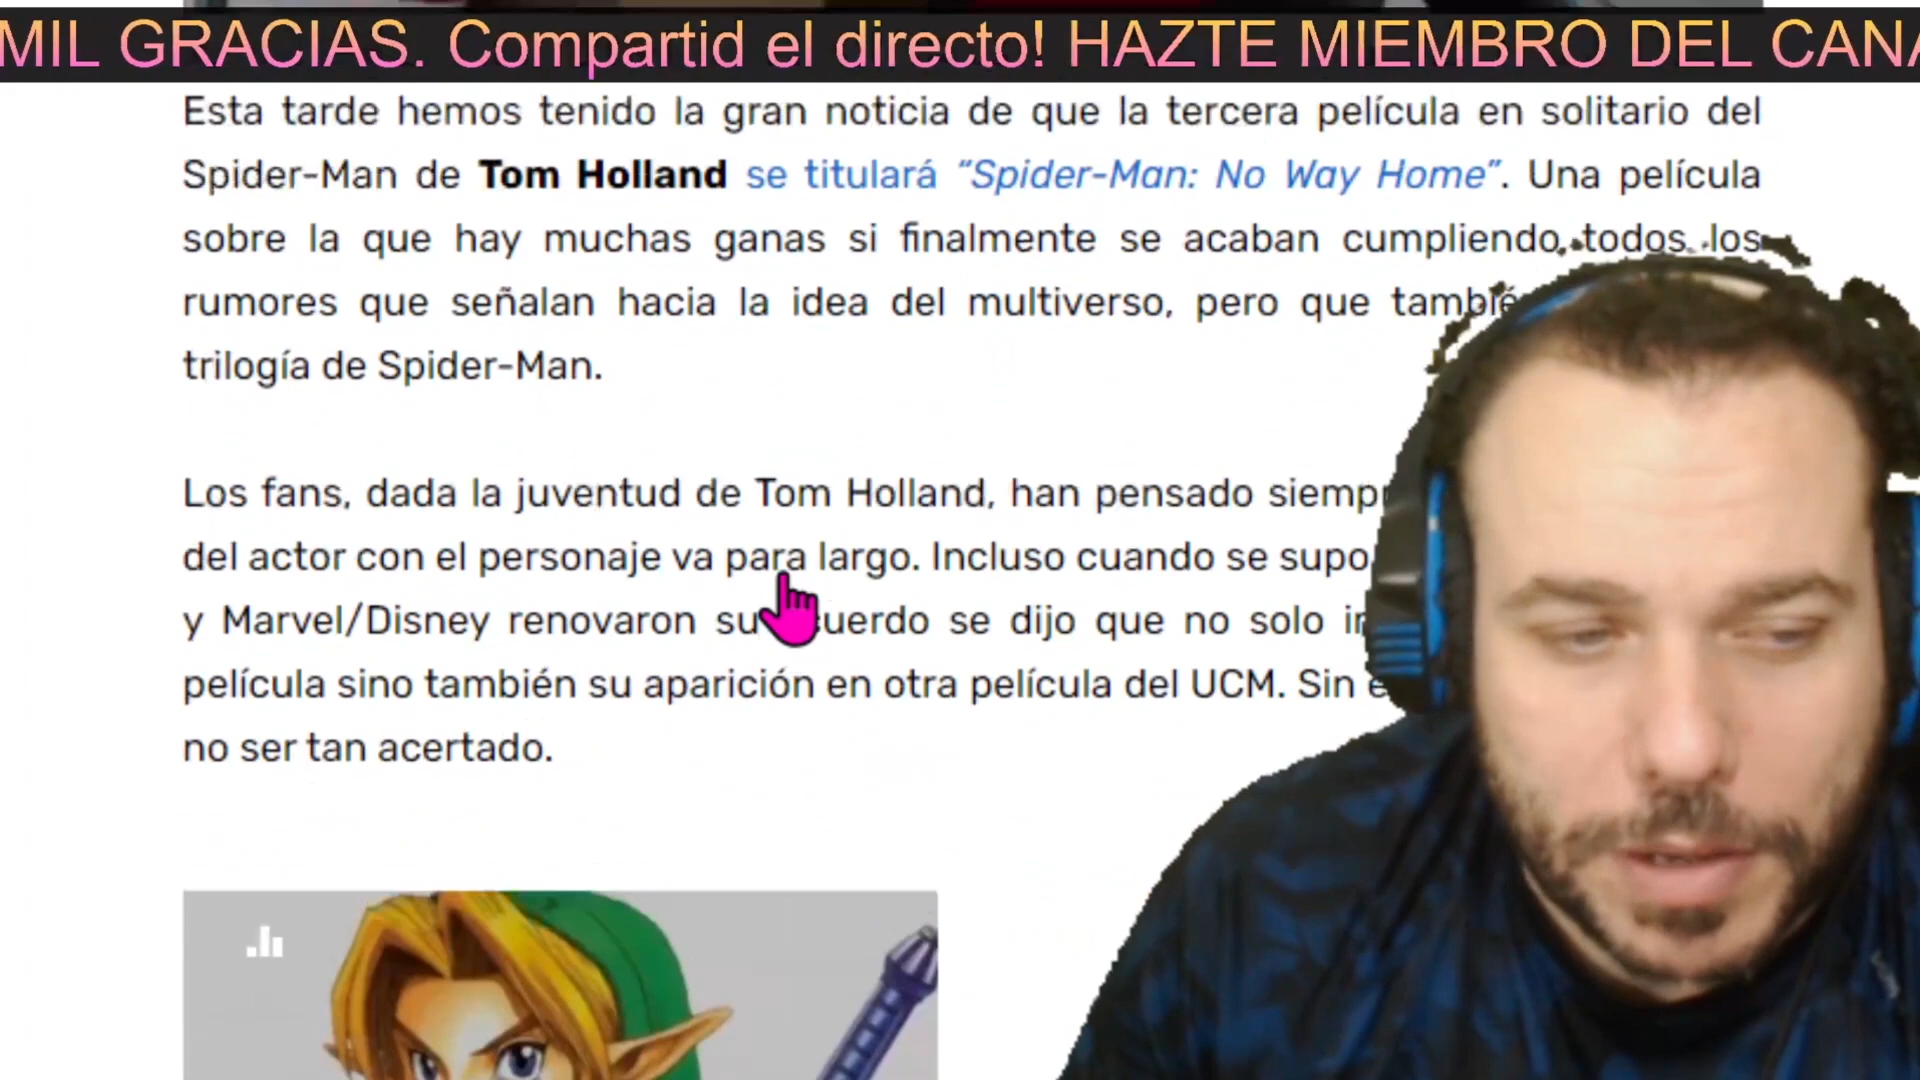 MIL GRACIAS. Compartid el directo! HAZTE MIEMBRO DEL
Esta tarde hemos tenido la gran noticia de que la tercera película en solitario del
Spider-Man de Tom Holland se titulará “Spider-Man: No Way Home”. Una película
sobre la que hay muchas ganas si finalmente se acaban cumpliendo todos los
rumores que señalan hacia la idea del multiverso, pero que
trilogía de Spider-Man.
Los fans, dada la juventud de Tom Holland, han pensado
del actor con el personaje va para largo. Incluso cuando se supo
y Marvel/Disney renovaron su se dijo que no solo
película sino también su aparición en otra película del UCM. Sin
no ser tan acertado.